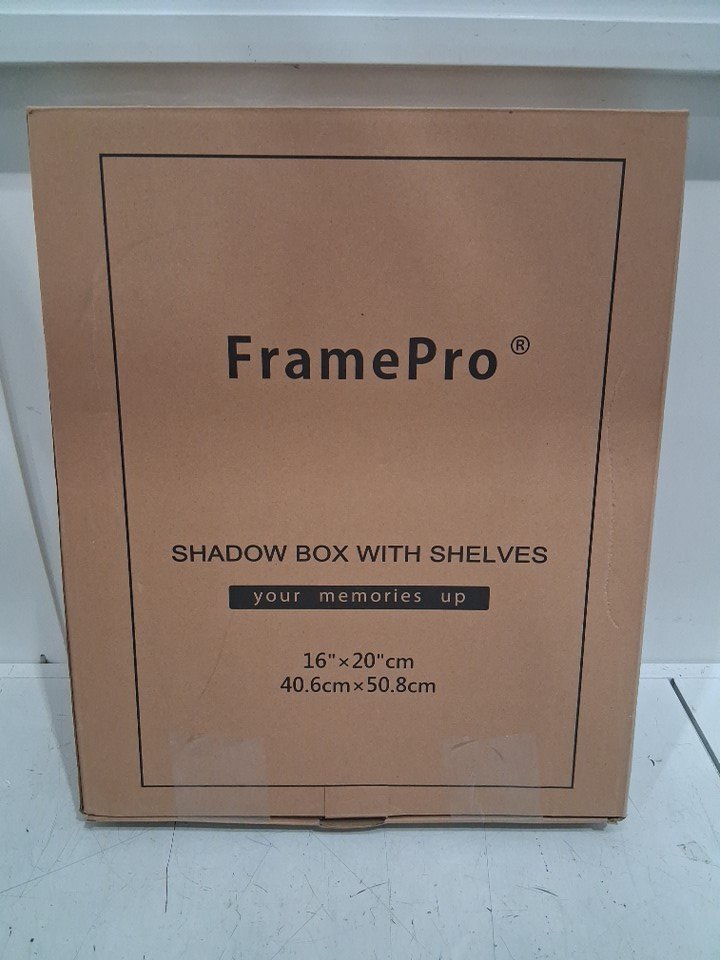 FramePro®
SHADOW BOX WITH SHELVES
your memories up
16"×20"cm
40.6cm×50.8cm